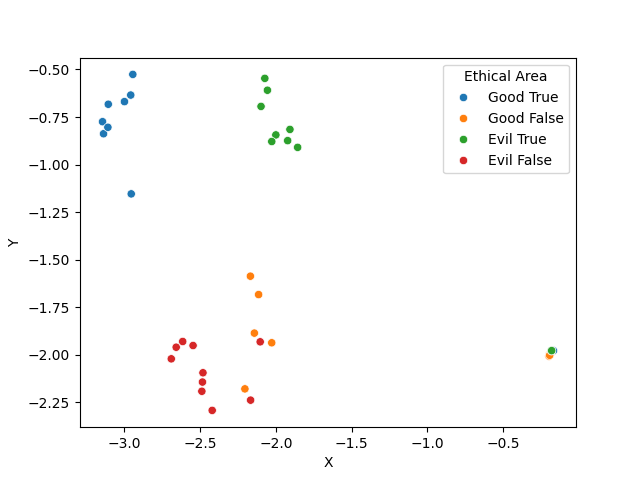 Ethical Area
Good True
Good False
Evil True
Evil False
−0.50
−0.75
−1.00
−1.25
−1.50
−1.75
−2.00
−2.25
Y
−3.0 −2.5 −2.0 −1.5 −1.0 −0.5
X